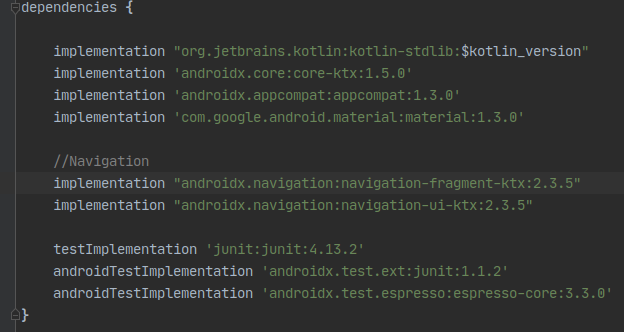 dependencies {
implementation "org.jetbrains.kotlin:kotlin-stdlib:$kotlin_version"
implementation 'androidx.core:core-ktx:1.5.0'
implementation 'androidx.appcompat:appcompat:1.3.0'
implementation 'com.google.android.material:material:1.3.0'
//Navigation
implementation "androidx.navigation:navigation-fragment-ktx:2.3.5"
implementation "androidx.navigation:navigation-ui-ktx:2.3.5"
testImplementation 'junit:junit:4.13.2'
androidTestImplementation 'androidx.test.ext:junit:1.1.2'
androidTestImplementation 'androidx.test.espresso:espresso-core:3.3.0'
}